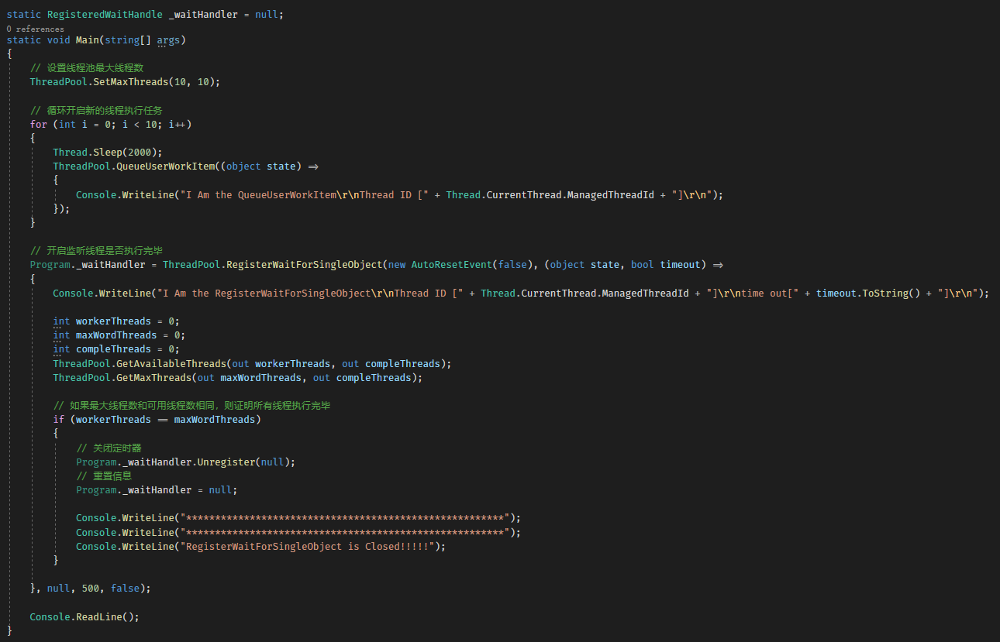 static RegisteredWaitHandle _waitHandler = null;
0 references
static void Main(string[] args)
{
// 设置线程池最大线程数
ThreadPool.SetMaxThreads(10, 10);
// 循环开启新的线程执行任务
for (int i = 0; i < 10; i++)
{
Thread.Sleep(2000);
ThreadPool.QueueUserWorkItem((object state) =>
{
Console.WriteLine("I Am the QueueUserWorkItem\r\nThread ID [" + Thread.CurrentThread.ManagedThreadId + "]\r\n");
});
}
// 开启监听线程是否执行完毕
Program._waitHandler = ThreadPool.RegisterWaitForSingleObject(new AutoResetEvent(false), (object state, bool timeout) =>
{
Console.WriteLine("I Am the RegisterWaitForSingleObject\r\nThread ID [" + Thread.CurrentThread.ManagedThreadId + "]\r\ntime out[" + timeout.ToString() + "]\r\n");
int workerThreads = 0;
int maxWordThreads = 0;
int compleThreads = 0;
ThreadPool.GetAvailableThreads(out workerThreads, out compleThreads);
ThreadPool.GetMaxThreads(out maxWordThreads, out compleThreads);
// 如果最大线程数和可用线程数相同，则证明所有线程执行完毕
if (workerThreads == maxWordThreads)
{
// 关闭定时器
Program._waitHandler.Unregister(null);
// 重置信息
Program._waitHandler = null;
Console.WriteLine("*******************************************************");
Console.WriteLine("*******************************************************");
Console.WriteLine("RegisterWaitForSingleObject is Closed!!!!!");
}
}, null, 500, false);
Console.ReadLine();
}